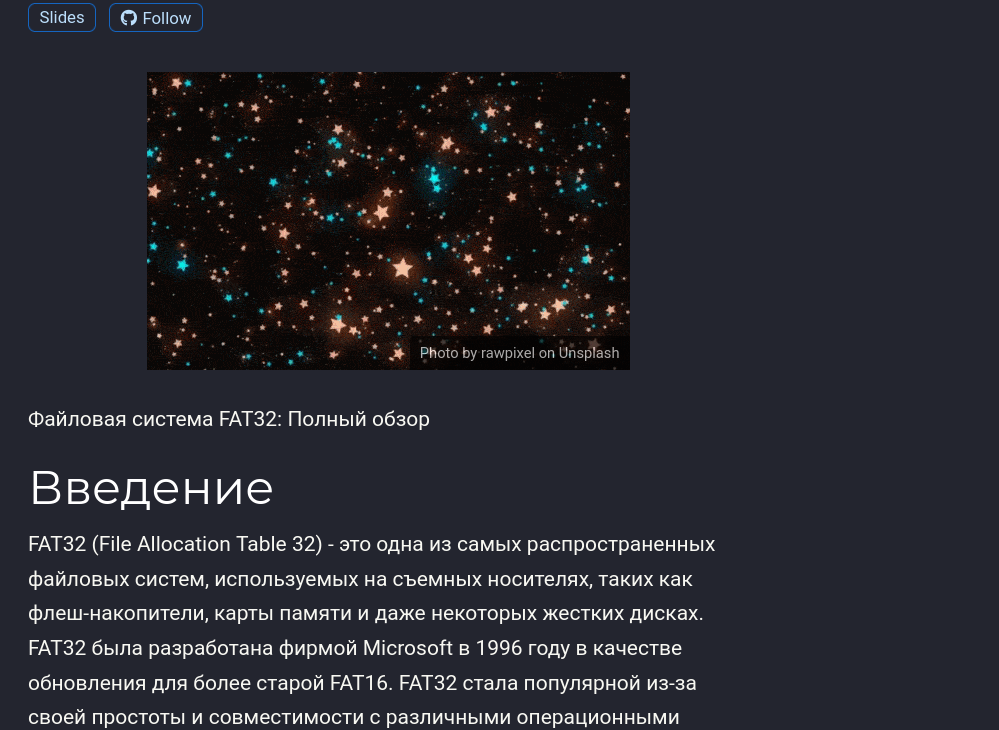 Slides
Follow
Photo by rawpixel on Unsplash
Файловая система FAT32: Полный обзор
Введение
FAT32 (File Allocation Table 32) - это одна из самых распространенных
файловых систем, используемых на съемных носителях, таких как
флеш-накопители, карты памяти и даже некоторых жестких дисках.
FAT32 была разработана фирмой Microsoft в 1996 году в качестве
обновления для более старой FAT16. FAT32 стала популярной из-за
своей простоты и совместимости с различными операционными